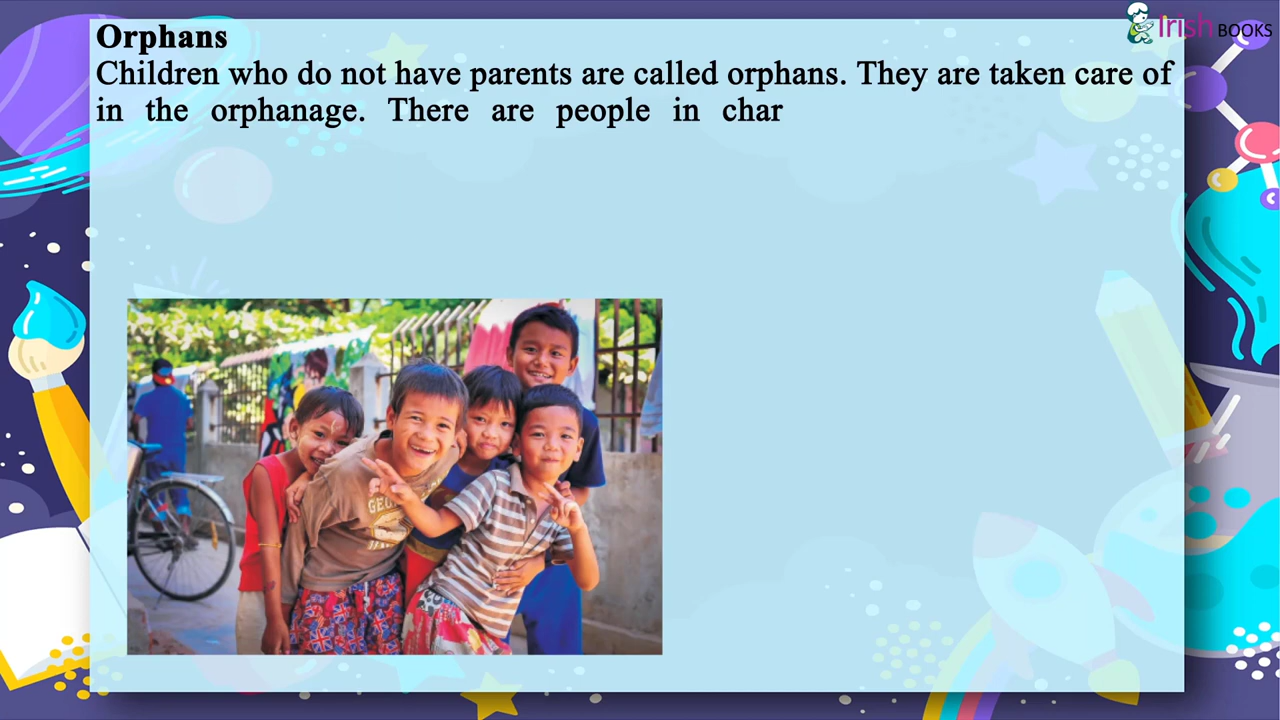 Irish BOOKS
Orphans
Children who do not have parents are called orphans. They are taken care of
in the orphanage. There are people in char